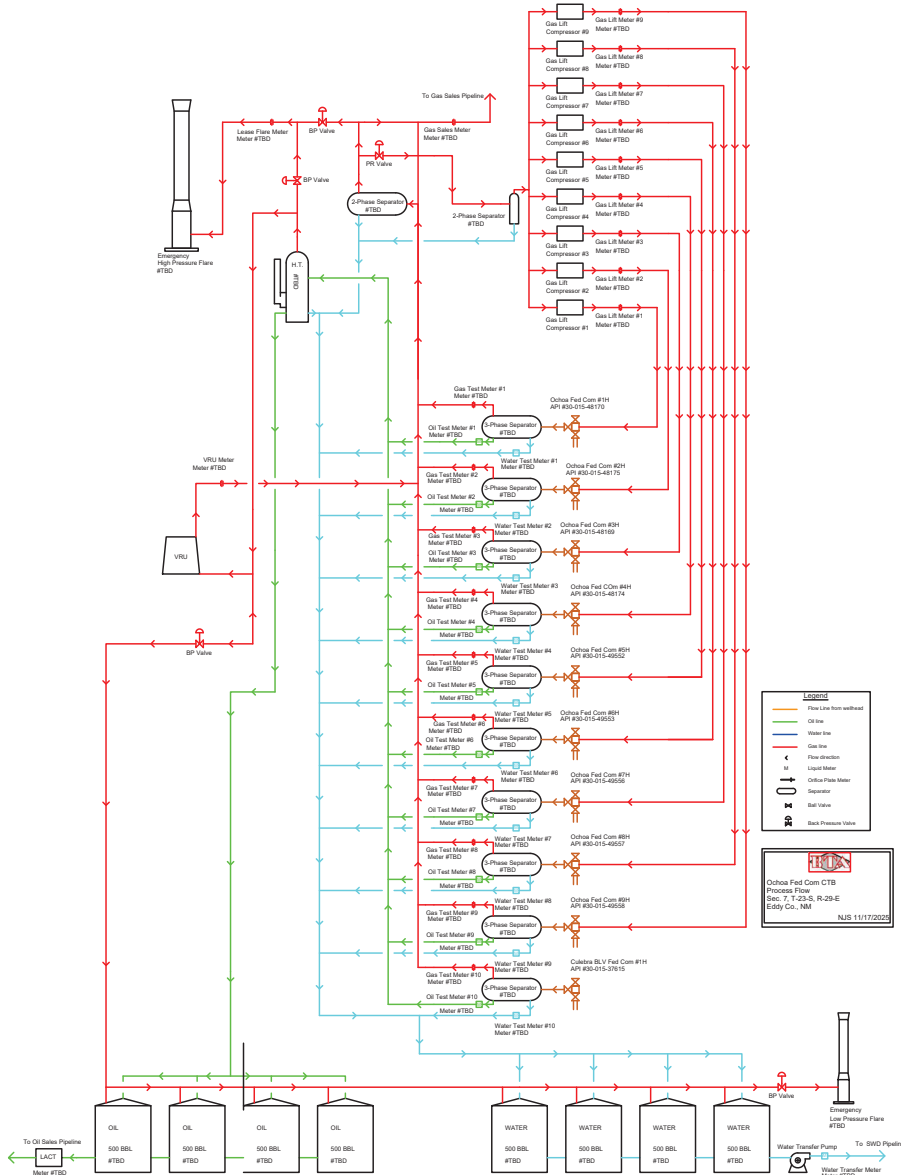 Gas Lift
Compressor
#9
Gas Lift Meter #9
Meter #TBD
Gas Lift
Compressor
#8
Gas Lift Meter #8
Meter #TBD
Gas Lift
Compressor
#7
Gas Lift Meter #7
Meter #TBD
Gas Lift
Compressor
#6
Gas Lift Meter #6
Meter #TBD
Gas Lift
Compressor
#5
Gas Lift Meter #5
Meter #TBD
Gas Lift
Compressor
#4
Gas Lift Meter #4
Meter #TBD
Gas Lift
Compressor
#3
Gas Lift Meter #3
Meter #TBD
Gas Lift
Compressor
#2
Gas Lift Meter #2
Meter #TBD
Gas Lift
Compressor
#1
Gas Lift Meter #1
Meter #TBD
To Gas Sales Pipeline
Lease Flare Meter
Meter #TBD
BP Valve
Gas Sales Meter
Meter #TBD
PR Valve
BP Valve
2-Phase Separator
#TBD
2-Phase Separator
#TBD
Emergency
High Pressure Flare
#TBD
H.T.
#TBD
Gas Test Meter #1
Meter #TBD
Oil Test Meter #1
Meter #TBD
3-Phase Separator
#TBD
Ochoa Fed Com #1H
API #30-015-48170
Water Test Meter #1
Meter #TBD
VRU Meter
Meter #TBD
Gas Test Meter #2
Meter #TBD
Oil Test Meter #2
Meter #TBD
3-Phase Separator
#TBD
Ochoa Fed Com #2H
API #30-015-48175
Water Test Meter #2
Meter #TBD
VRU
Gas Test Meter #3
Meter #TBD
Oil Test Meter #3
Meter #TBD
3-Phase Separator
#TBD
Ochoa Fed Com #3H
API #30-015-48169
Water Test Meter #3
Meter #TBD
Gas Test Meter #4
Meter #TBD
Oil Test Meter #4
Meter #TBD
3-Phase Separator
#TBD
Ochoa Fed COm #4H
API #30-015-48174
Water Test Meter #4
Meter #TBD
BP Valve
Gas Test Meter #5
Meter #TBD
Oil Test Meter #5
Meter #TBD
3-Phase Separator
#TBD
Ochoa Fed Com #5H
API #30-015-49552
Water Test Meter #5
Meter #TBD
Gas Test Meter #6
Meter #TBD
Oil Test Meter #6
Meter #TBD
3-Phase Separator
#TBD
Ochoa Fed Com #6H
API #30-015-49553
Water Test Meter #6
Meter #TBD
Gas Test Meter #7
Meter #TBD
Oil Test Meter #7
Meter #TBD
3-Phase Separator
#TBD
Ochoa Fed Com #7H
API #30-015-49556
Water Test Meter #7
Meter #TBD
Gas Test Meter #8
Meter #TBD
Oil Test Meter #8
Meter #TBD
3-Phase Separator
#TBD
Ochoa Fed Com #8H
API #30-015-49557
Water Test Meter #8
Meter #TBD
Gas Test Meter #9
Meter #TBD
Oil Test Meter #9
Meter #TBD
3-Phase Separator
#TBD
Ochoa Fed Com #9H
API #30-015-49558
Water Test Meter #9
Meter #TBD
Gas Test Meter #10
Meter #TBD
Oil Test Meter #10
Meter #TBD
3-Phase Separator
#TBD
Culebra BLV Fed Com #1H
API #30-015-37615
Water Test Meter #10
Meter #TBD
Legend
Flow Line from wellhead
Oil line
Water line
Gas line
Flow direction
M Liquid Meter
Orifice Plate Meter
Separator
Ball Valve
Back Pressure Valve
BTA
Ochoa Fed Com CTB
Process Flow
Sec. 7, T-23-S, R-29-E
Eddy Co., NM
NJS 11/17/2025
BP Valve
Emergency
Low Pressure Flare
#TBD
OIL
500 BBL
#TBD
OIL
500 BBL
#TBD
OIL
500 BBL
#TBD
OIL
500 BBL
#TBD
WATER
500 BBL
#TBD
WATER
500 BBL
#TBD
WATER
500 BBL
#TBD
WATER
500 BBL
#TBD
To Oil Sales Pipeline
LACT
Meter #TBD
Water Transfer Pump
To SWD Pipeline
Water Transfer Meter